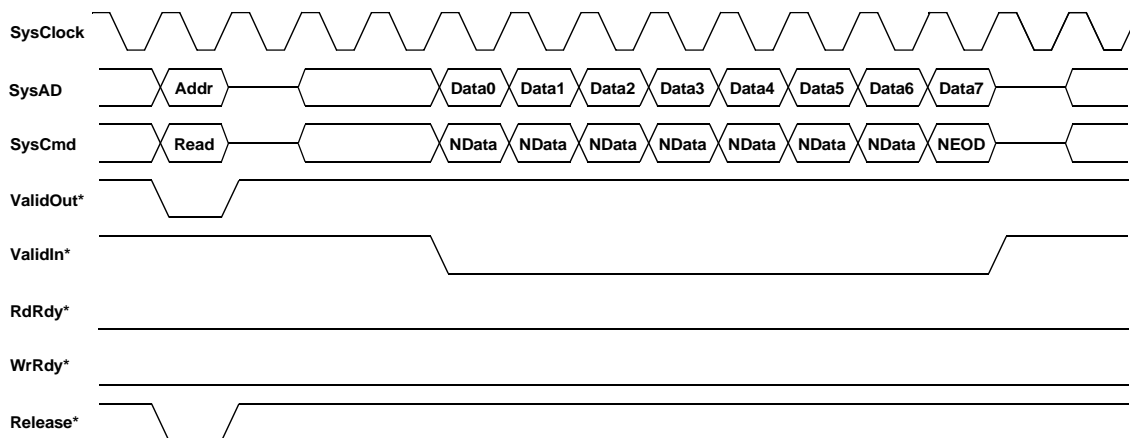 SysClock
SysAD Addr Data0 Data1 Data2 Data3 Data4 Data5 Data6 Data7
SysCmd Read NData NData NData NData NData NData NData NEOD
ValidOut*
ValidIn*
RdRdy*
WrRdy*
Release*